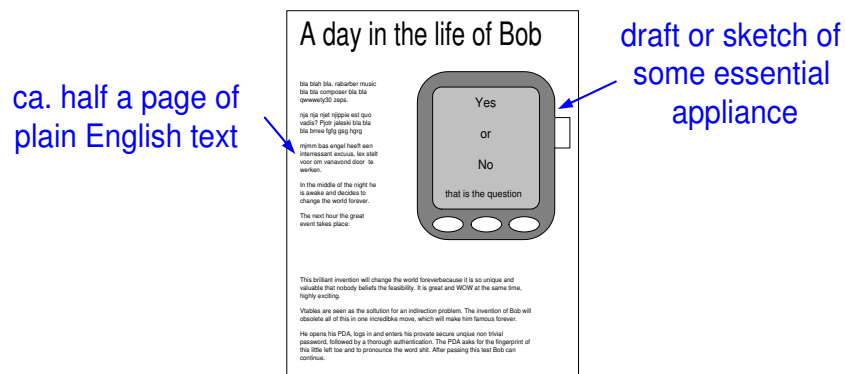 A day in the life of Bob
ca. half a page of
plain English text
bla blah bla, rabarber music
bla bla composer bla bla
qwwwety30 zeps.
nja nja njet njippie est quo
vadis? Pjotr jaleski bla bla
bla brree fgfg gsg hgrg
mjmm bas engel heeft een
interressant excuus, lex stelt
voor om vanavond door te
werken.
In the middle of the night he
is awake and decides to
change the world forever.
The next hour the great
event takes place:
Yes
or
No
that is the question
draft or sketch of
some essential
appliance
This brilliant invention will change the world foreverbecause it is so unique and
valuable that nobody beliefs the feasibility. It is great and WOW at the same time,
highly exciting.
Vtables are seen as the soltution for an indirection problem. The invention of Bob will
obsolete all of this in one incredibke move, which will make him famous forever.
He opens his PDA, logs in and enters his provate secure unqiue non trivial
password, followed by a thorough authentication. The PDA asks for the fingerprint of
this little left toe and to pronounce the word shit. After passing this test Bob can
continue.